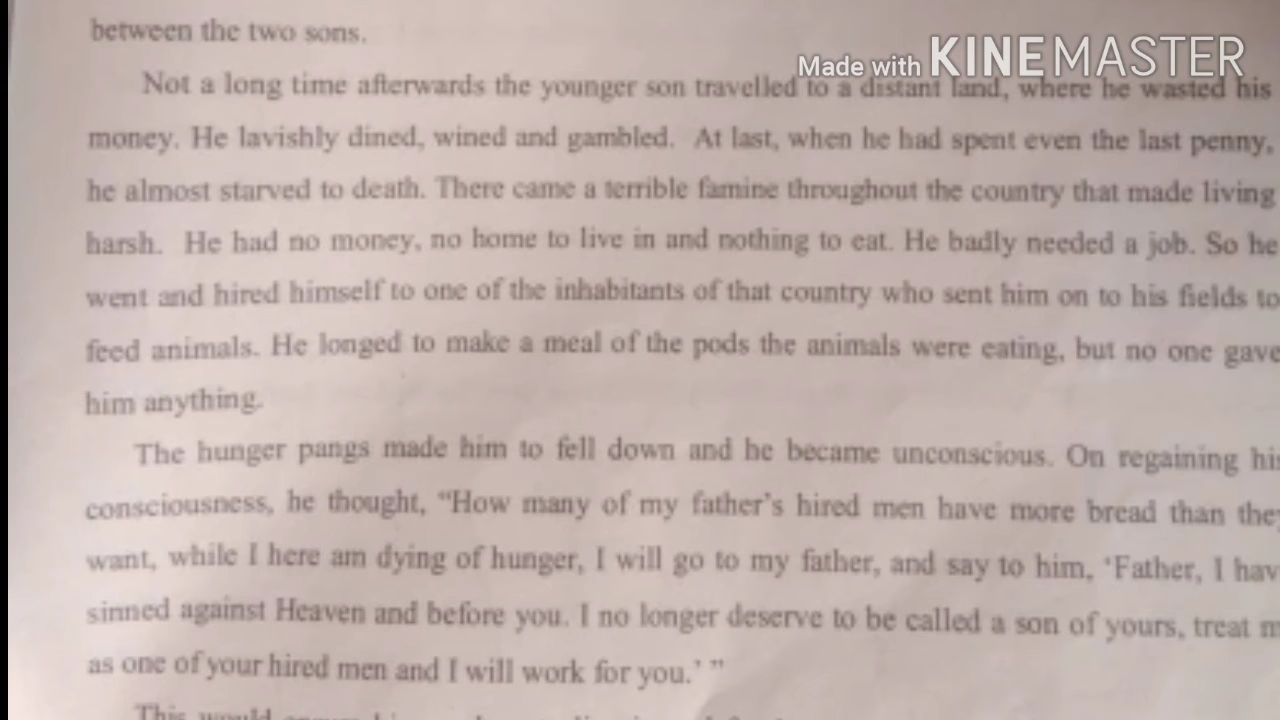 between the two sons.
Made with KINEMASTER
Not a long time afterwards the younger son travelled to a distant land, where he wasted his
money. He lavishly dined, wined and gambled. At last, when he had spent even the last penny,
he almost starved to death. There came a terrible famine throughout the country that made living
harsh. He had no money, no home to live in and nothing to eat. He badly needed a job. So he
went and hired himself to one of the inhabitants of that country who sent him on to his fields to
feed animals. He longed to make a meal of the pods the animals were eating, but no one gave
him anything.
The hunger pangs made him to fell down and he became unconscious. On regaining his
consciousness, he thought, “How many of my father’s hired men have more bread than the
want, while I here am dying of hunger, I will go to my father, and say to him, ‘Father, I hav
sinned against Heaven and before you. I no longer deserve to be called a son of yours, treat m
as one of your hired men and I will work for you.’ ”
This would